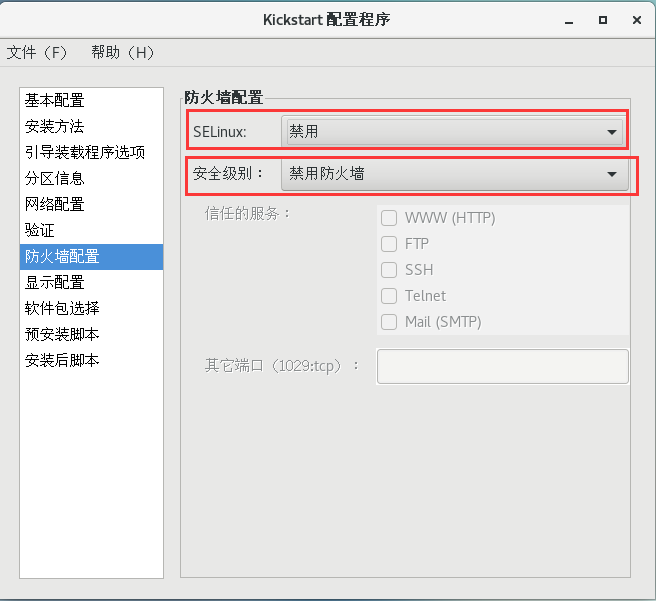 Kickstart 配置程序
文件（F） 帮助（H）
基本配置
安装方法
引导装载程序选项
分区信息
网络配置
验证
防火墙配置
显示配置
软件包选择
预安装脚本
安装后脚本
防火墙配置
SELinux: 禁用
安全级别： 禁用防火墙
信任的服务：
WWW (HTTP)
FTP
SSH
Telnet
Mail (SMTP)
其它端口（1029:tcp）：